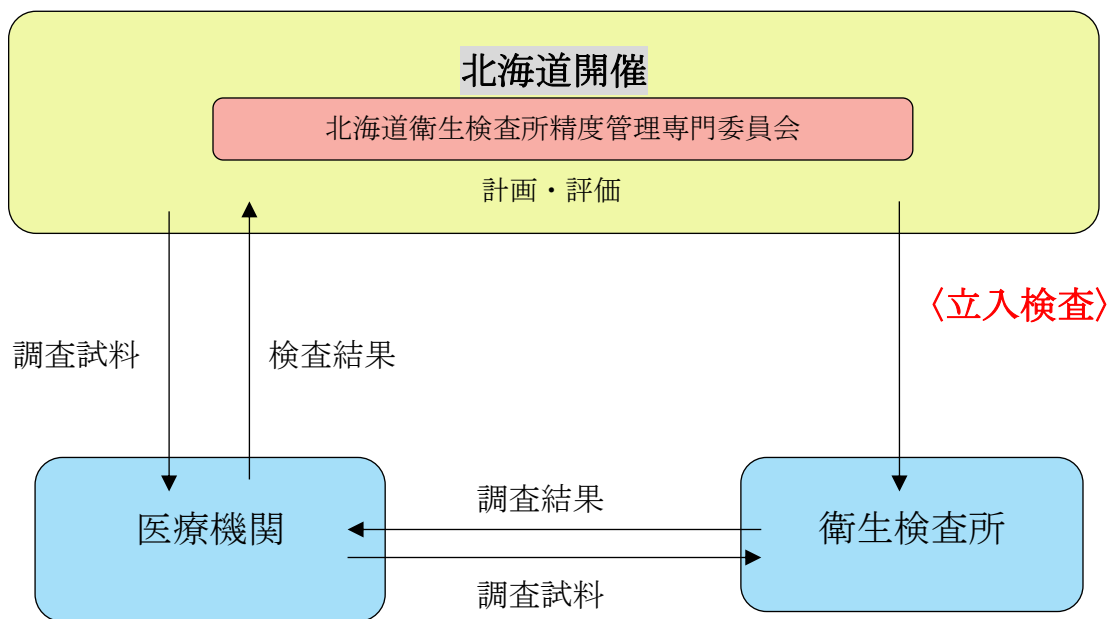 北海道開催
北海道衛生検査所精度管理専門委員会
計画・評価
〈立入検査〉
調査試料
検査結果
医療機関
調査結果
調査試料
衛生検査所